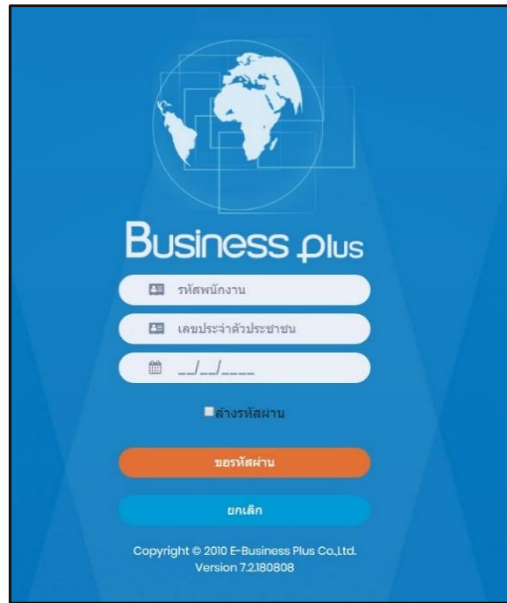 Business Plus
รหัสพนักงาน
เลขประจำตัวประชาชน
__/__/____
ล้างรหัสผ่าน
ขอรหัสผ่าน
ยกเลิก
Copyright © 2010 E-Business Plus Co.,Ltd.
Version 7.2.180808